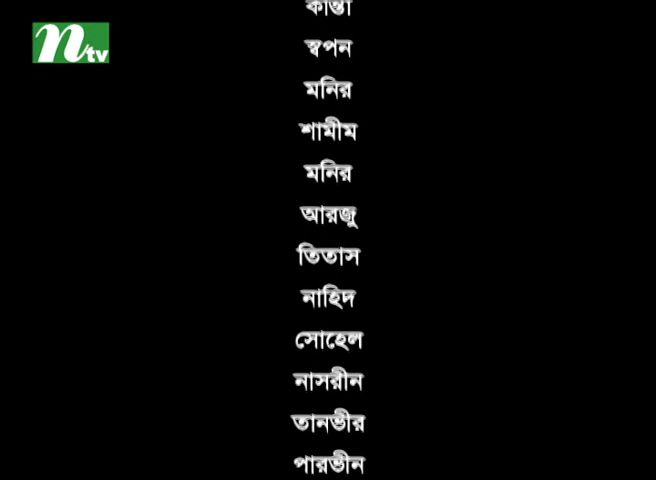 ntv
কান্তা
স্বপন
মনির
শামীম
মনির
আরজু
তিতাস
নাহিদ
সোহেল
নাসরীন
তানভীর
পারভীন